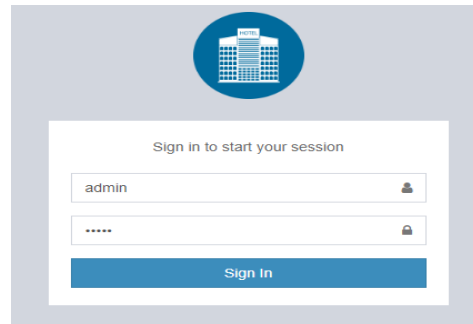 HOTEL
Sign in to start your session
admin
•••••
Sign In